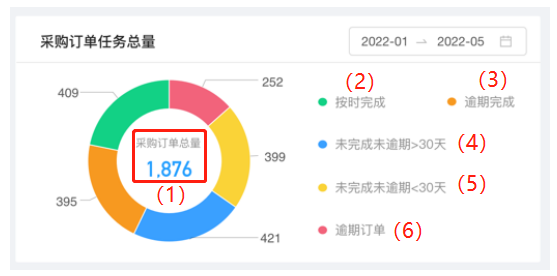 采购订单任务总量
2022-01 → 2022-05
252
409
采购订单总量
1,876
(1)
399
395
421
(2) (3)
按时完成 逾期完成
未完成未逾期>30天 (4)
未完成未逾期<30天 (5)
逾期订单 (6)